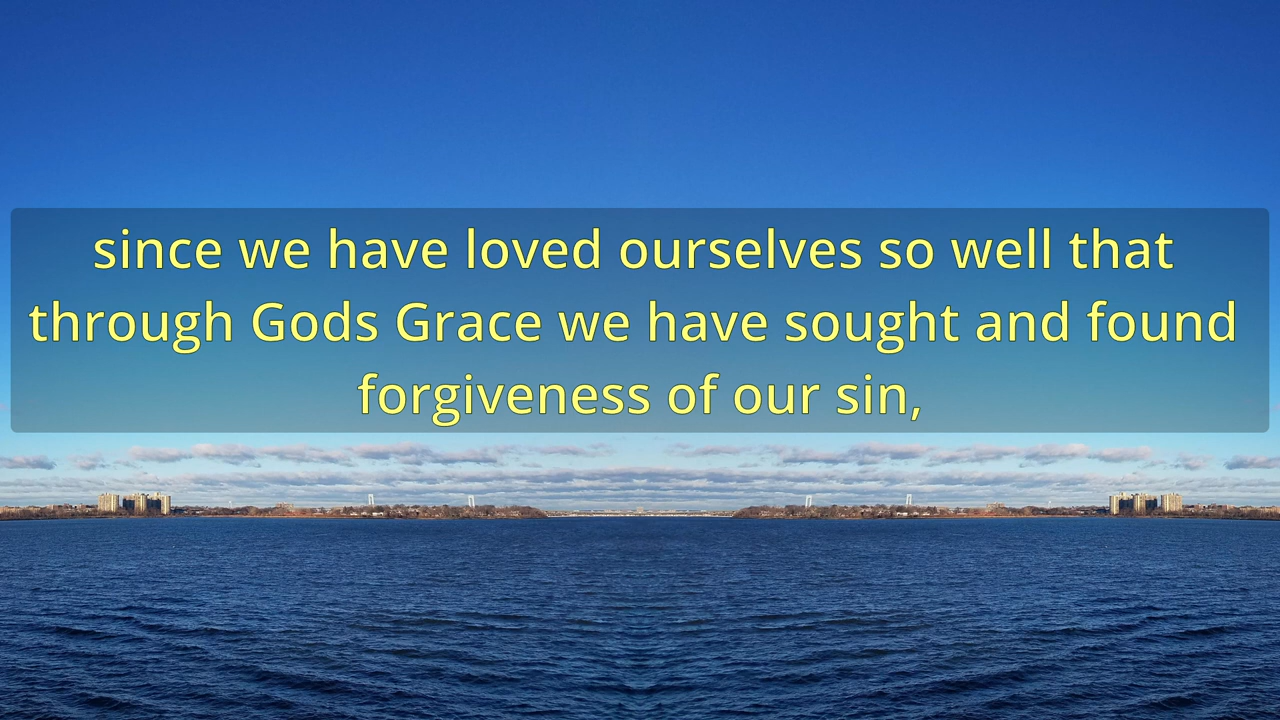 since we have loved ourselves so well that
through Gods Grace we have sought and found
forgiveness of our sin,